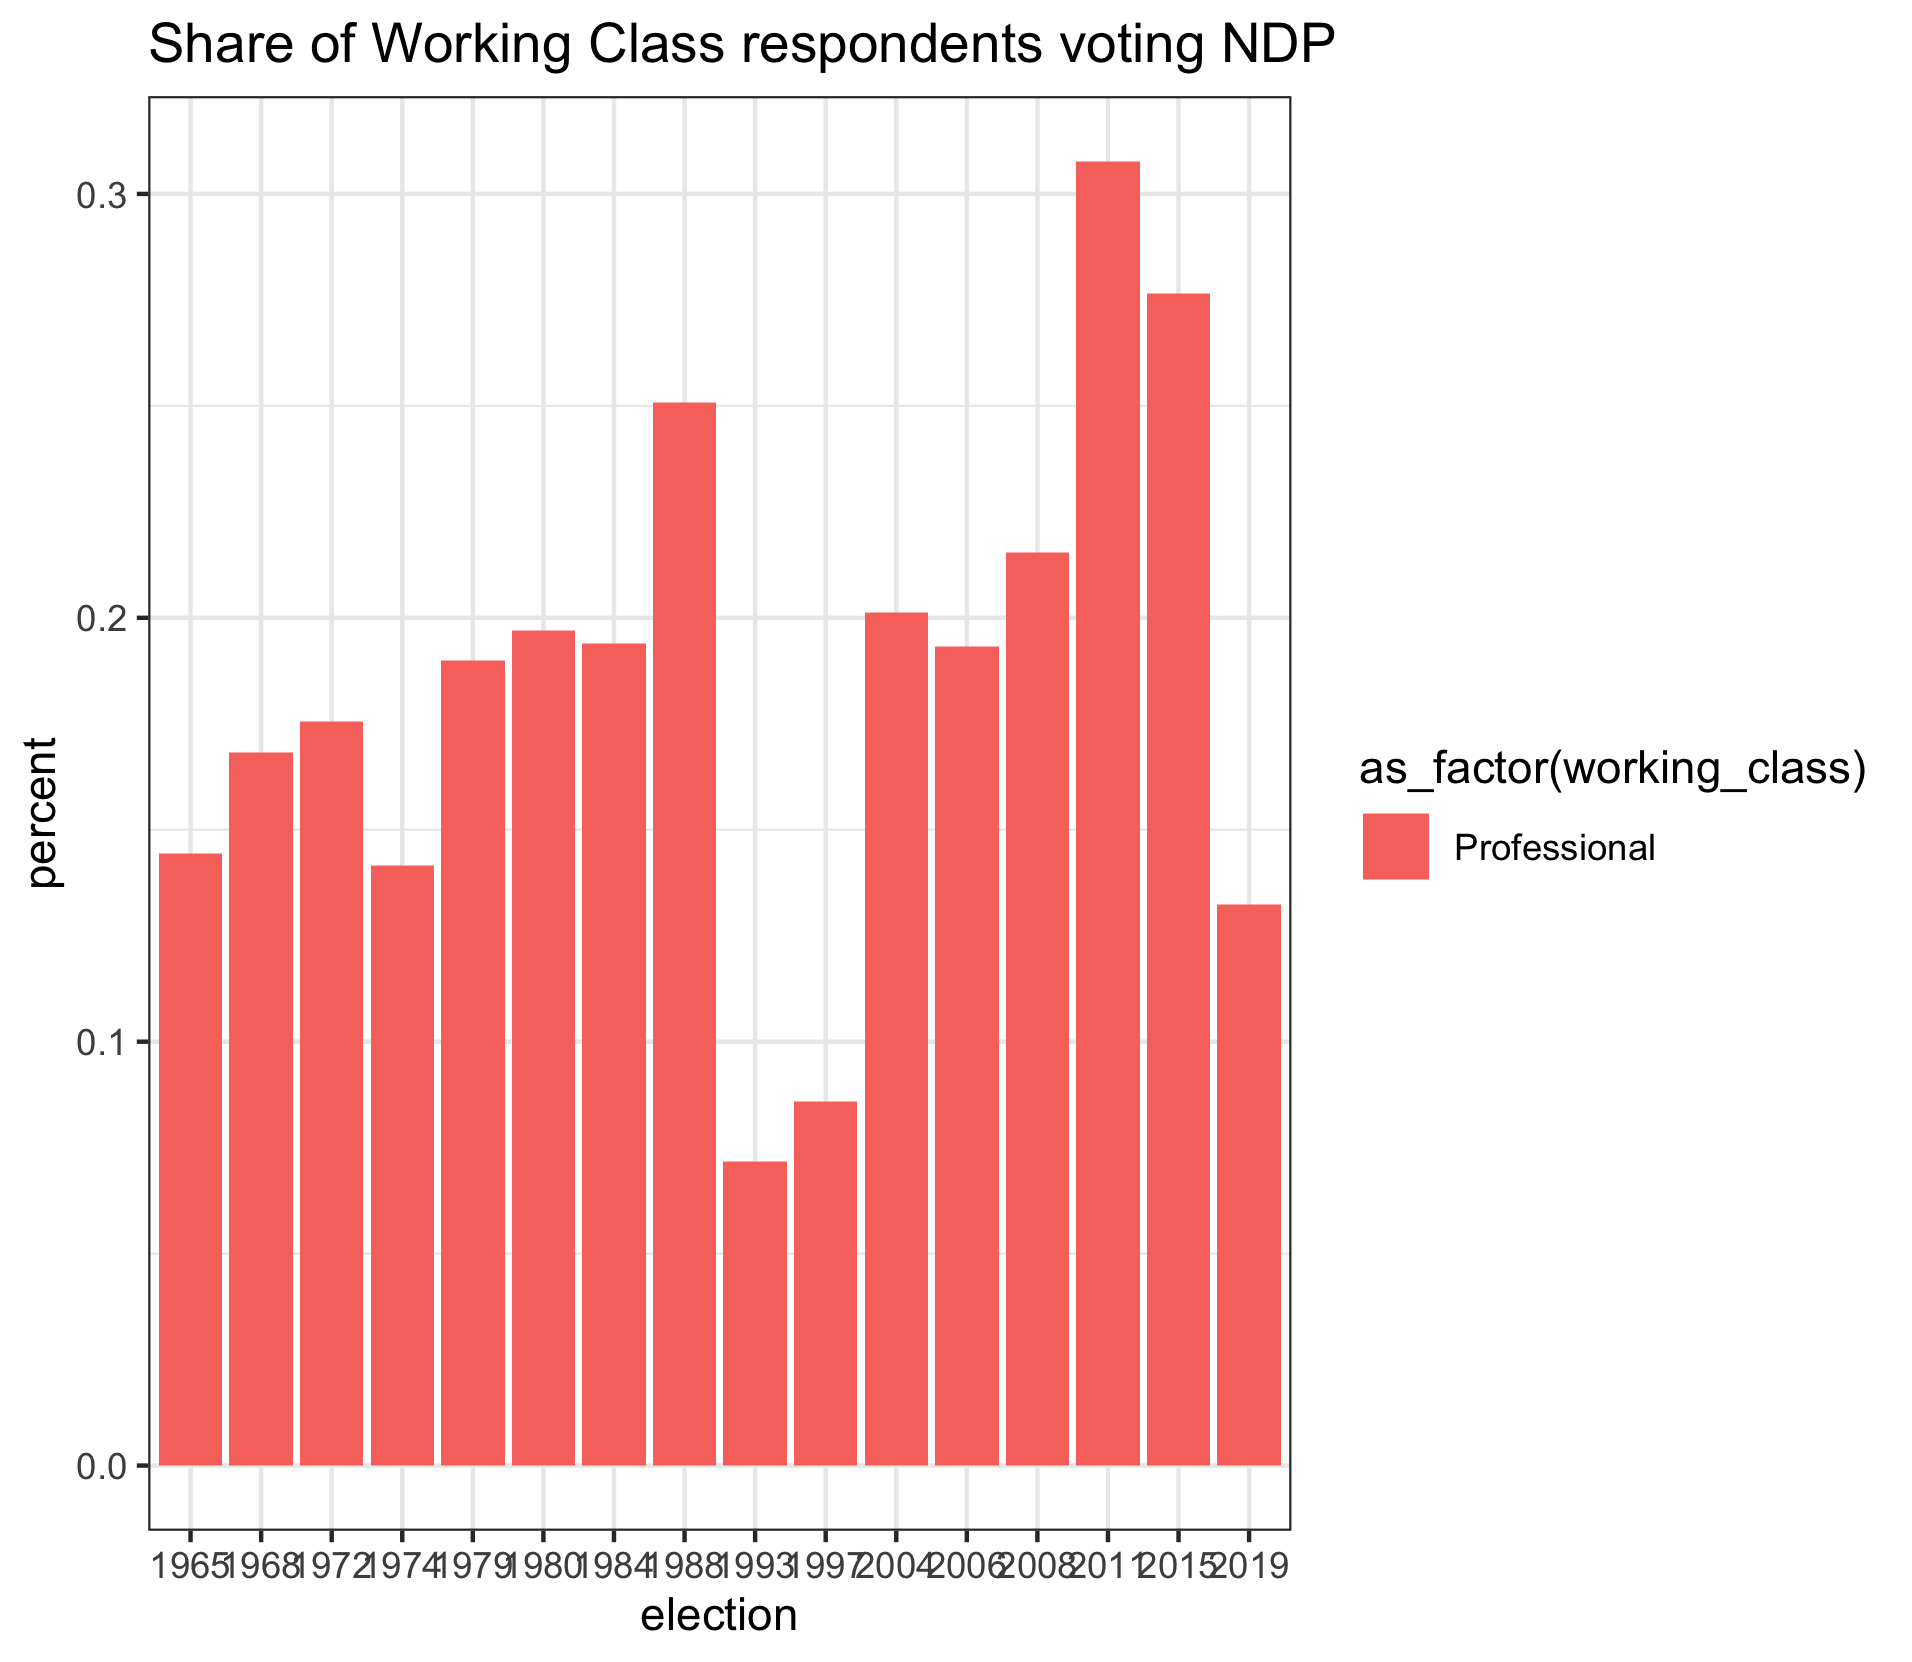 Share of Working Class respondents voting NDP
0.3
0.2
0.1
0.0
percent
1965 1968 1972 1974 1979 1980 1984 1988 1993 1997 2004 2006 2008 2011 2015 2019
election
as_factor(working_class)
Professional